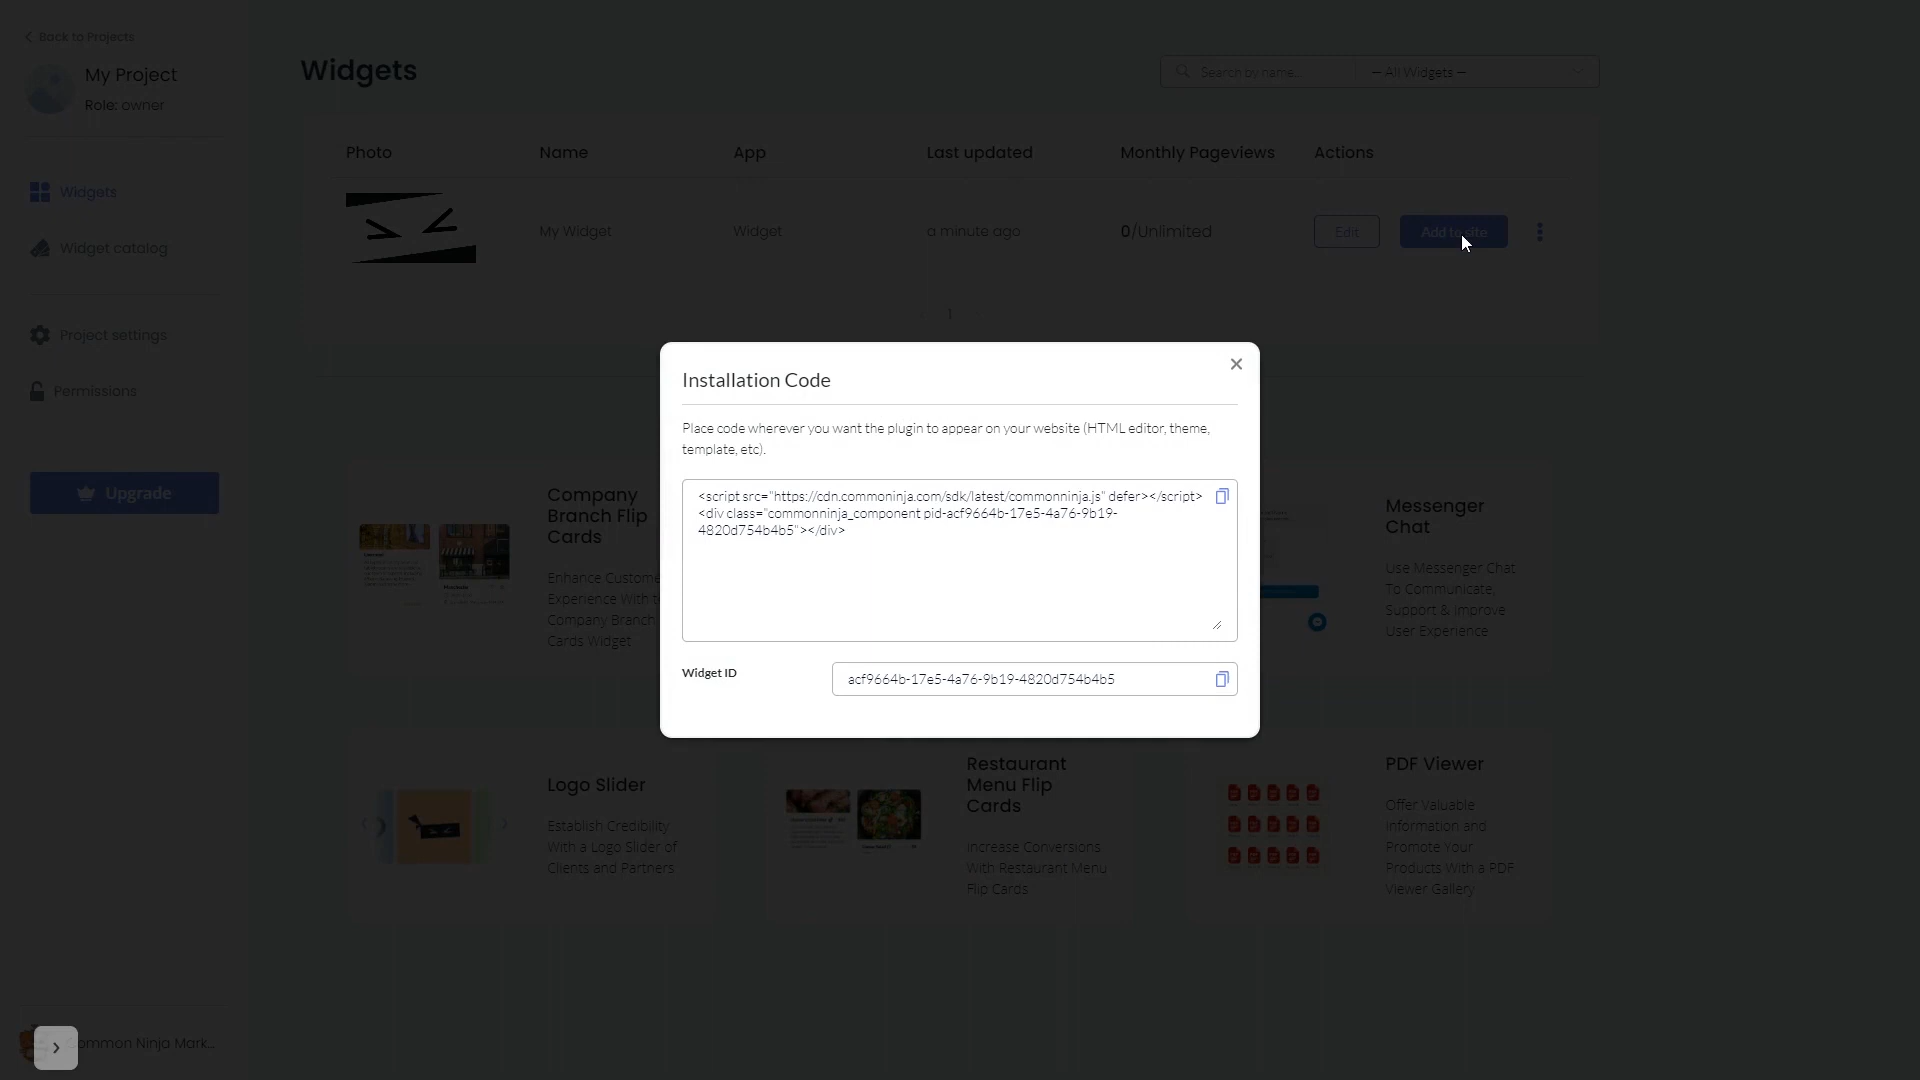 Back to Projects
My Project
Role: owner
Widgets
Widget catalog
Project settings
Permissions
Upgrade
Common Ninja Mark...
Widgets
Search by name...
— All Widgets —
Photo
Name
App
Last updated
Monthly Pageviews
Actions
My Widget
Widget
a minute ago
0/Unlimited
Edit
Add to site
1
Installation Code
Place code wherever you want the plugin to appear on your website (HTML editor, theme,
template, etc).
<script src="https://cdn.commoninja.com/sdk/latest/commonninja.js" defer></script>
<div class="commonninja_component pid-acf9664b-17e5-4a76-9b19-
4820d754b4b5"></div>
Widget ID
acf9664b-17e5-4a76-9b19-4820d754b4b5
Company
Branch Flip
Cards
Enhance Custome
Experience With
Company Branch
Cards Widget
Messenger
Chat
Use Messenger Chat
To Communicate,
Support & Improve
User Experience
Logo Slider
Establish Credibility
With a Logo Slider of
Clients and Partners
Restaurant
Menu Flip
Cards
Increase Conversions
With Restaurant Menu
Flip Cards
PDF Viewer
Offer Valuable
Information and
Promote Your
Products With a PDF
Viewer Gallery